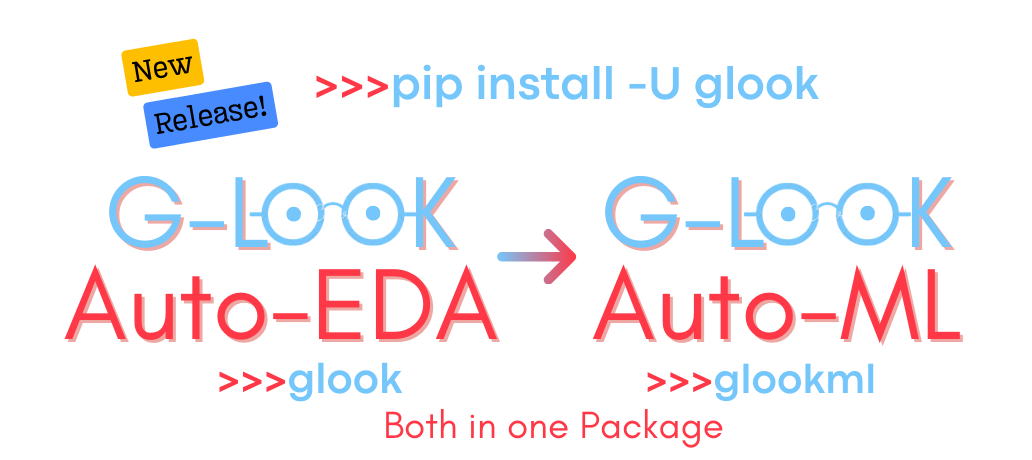 New
Release!
>>>pip install -U glook
G-LOOK
Auto-EDA
>>>glook
G-LOOK
Auto-ML
>>>glookml
Both in one Package